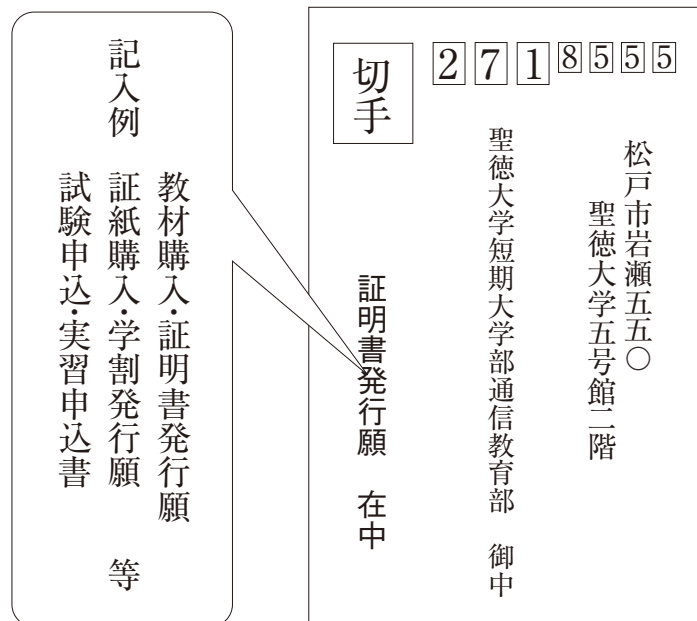 切手
2718555
松戸市岩瀬五五〇
聖徳大学五号館二階
聖徳大学短期大学部通信教育部　御中
証明書発行願　在中
記入例
教材購入・証明書発行願
証紙購入・学割発行願　等
試験申込・実習申込書